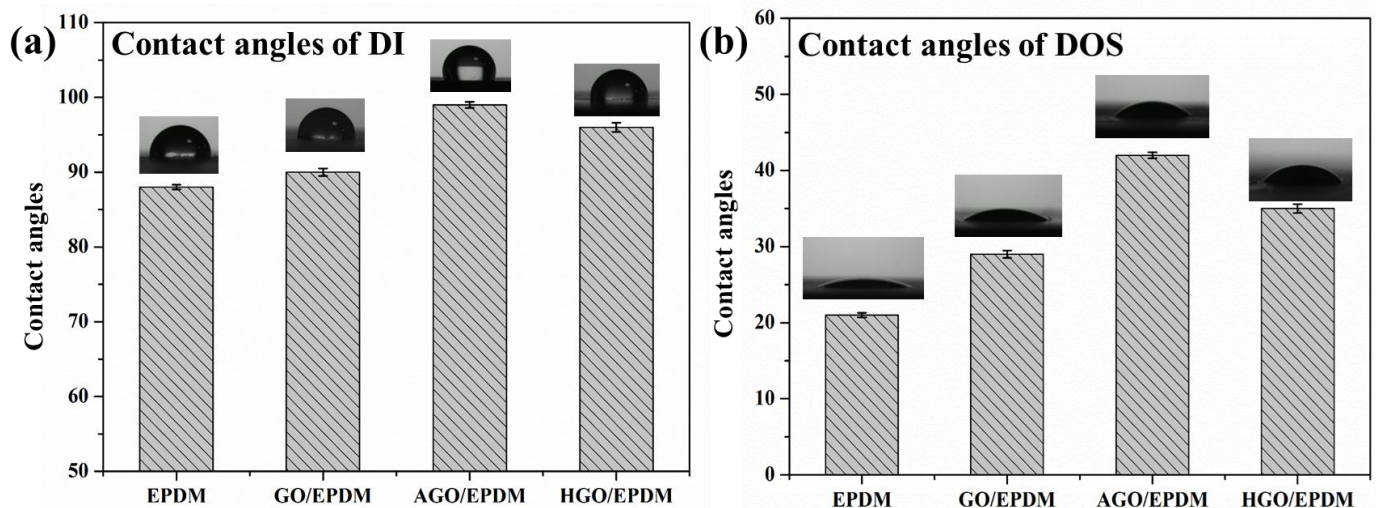 (a)
Contact angles of DI
110
100
90
80
70
60
50
Contact angles
EPDM
GO/EPDM
AGO/EPDM
HGO/EPDM
(b)
Contact angles of DOS
60
50
40
30
20
10
0
Contact angles
EPDM
GO/EPDM
AGO/EPDM
HGO/EPDM